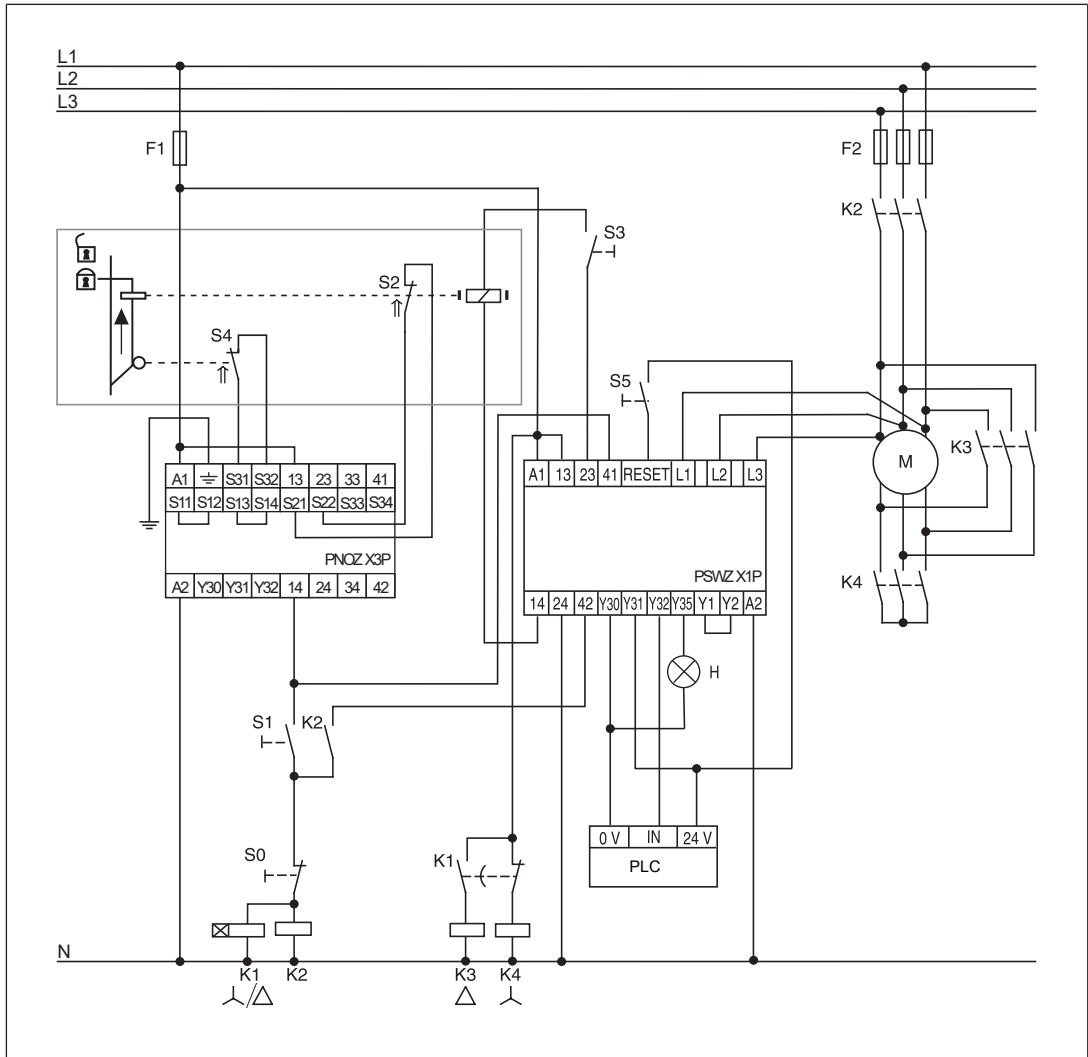 L1
L2
L3
F1
F2
K2
S3
S2
S4
S5
K3
M
A1 S31 S32 13 23 33 41
S11 S12 S13 S14 S21 S22 S33 S34
PNOZ X3P
A2 Y30 Y31 Y32 14 24 34 42
A1 13 23 41 RESET L1 L2 L3
PSWZ X1P
14 24 42 Y30 Y31 Y32 Y35 Y1 Y2 A2
K4
H
S1 K2
0 V IN 24 V
PLC
S0
K1
N
K1 K2 K3 K4